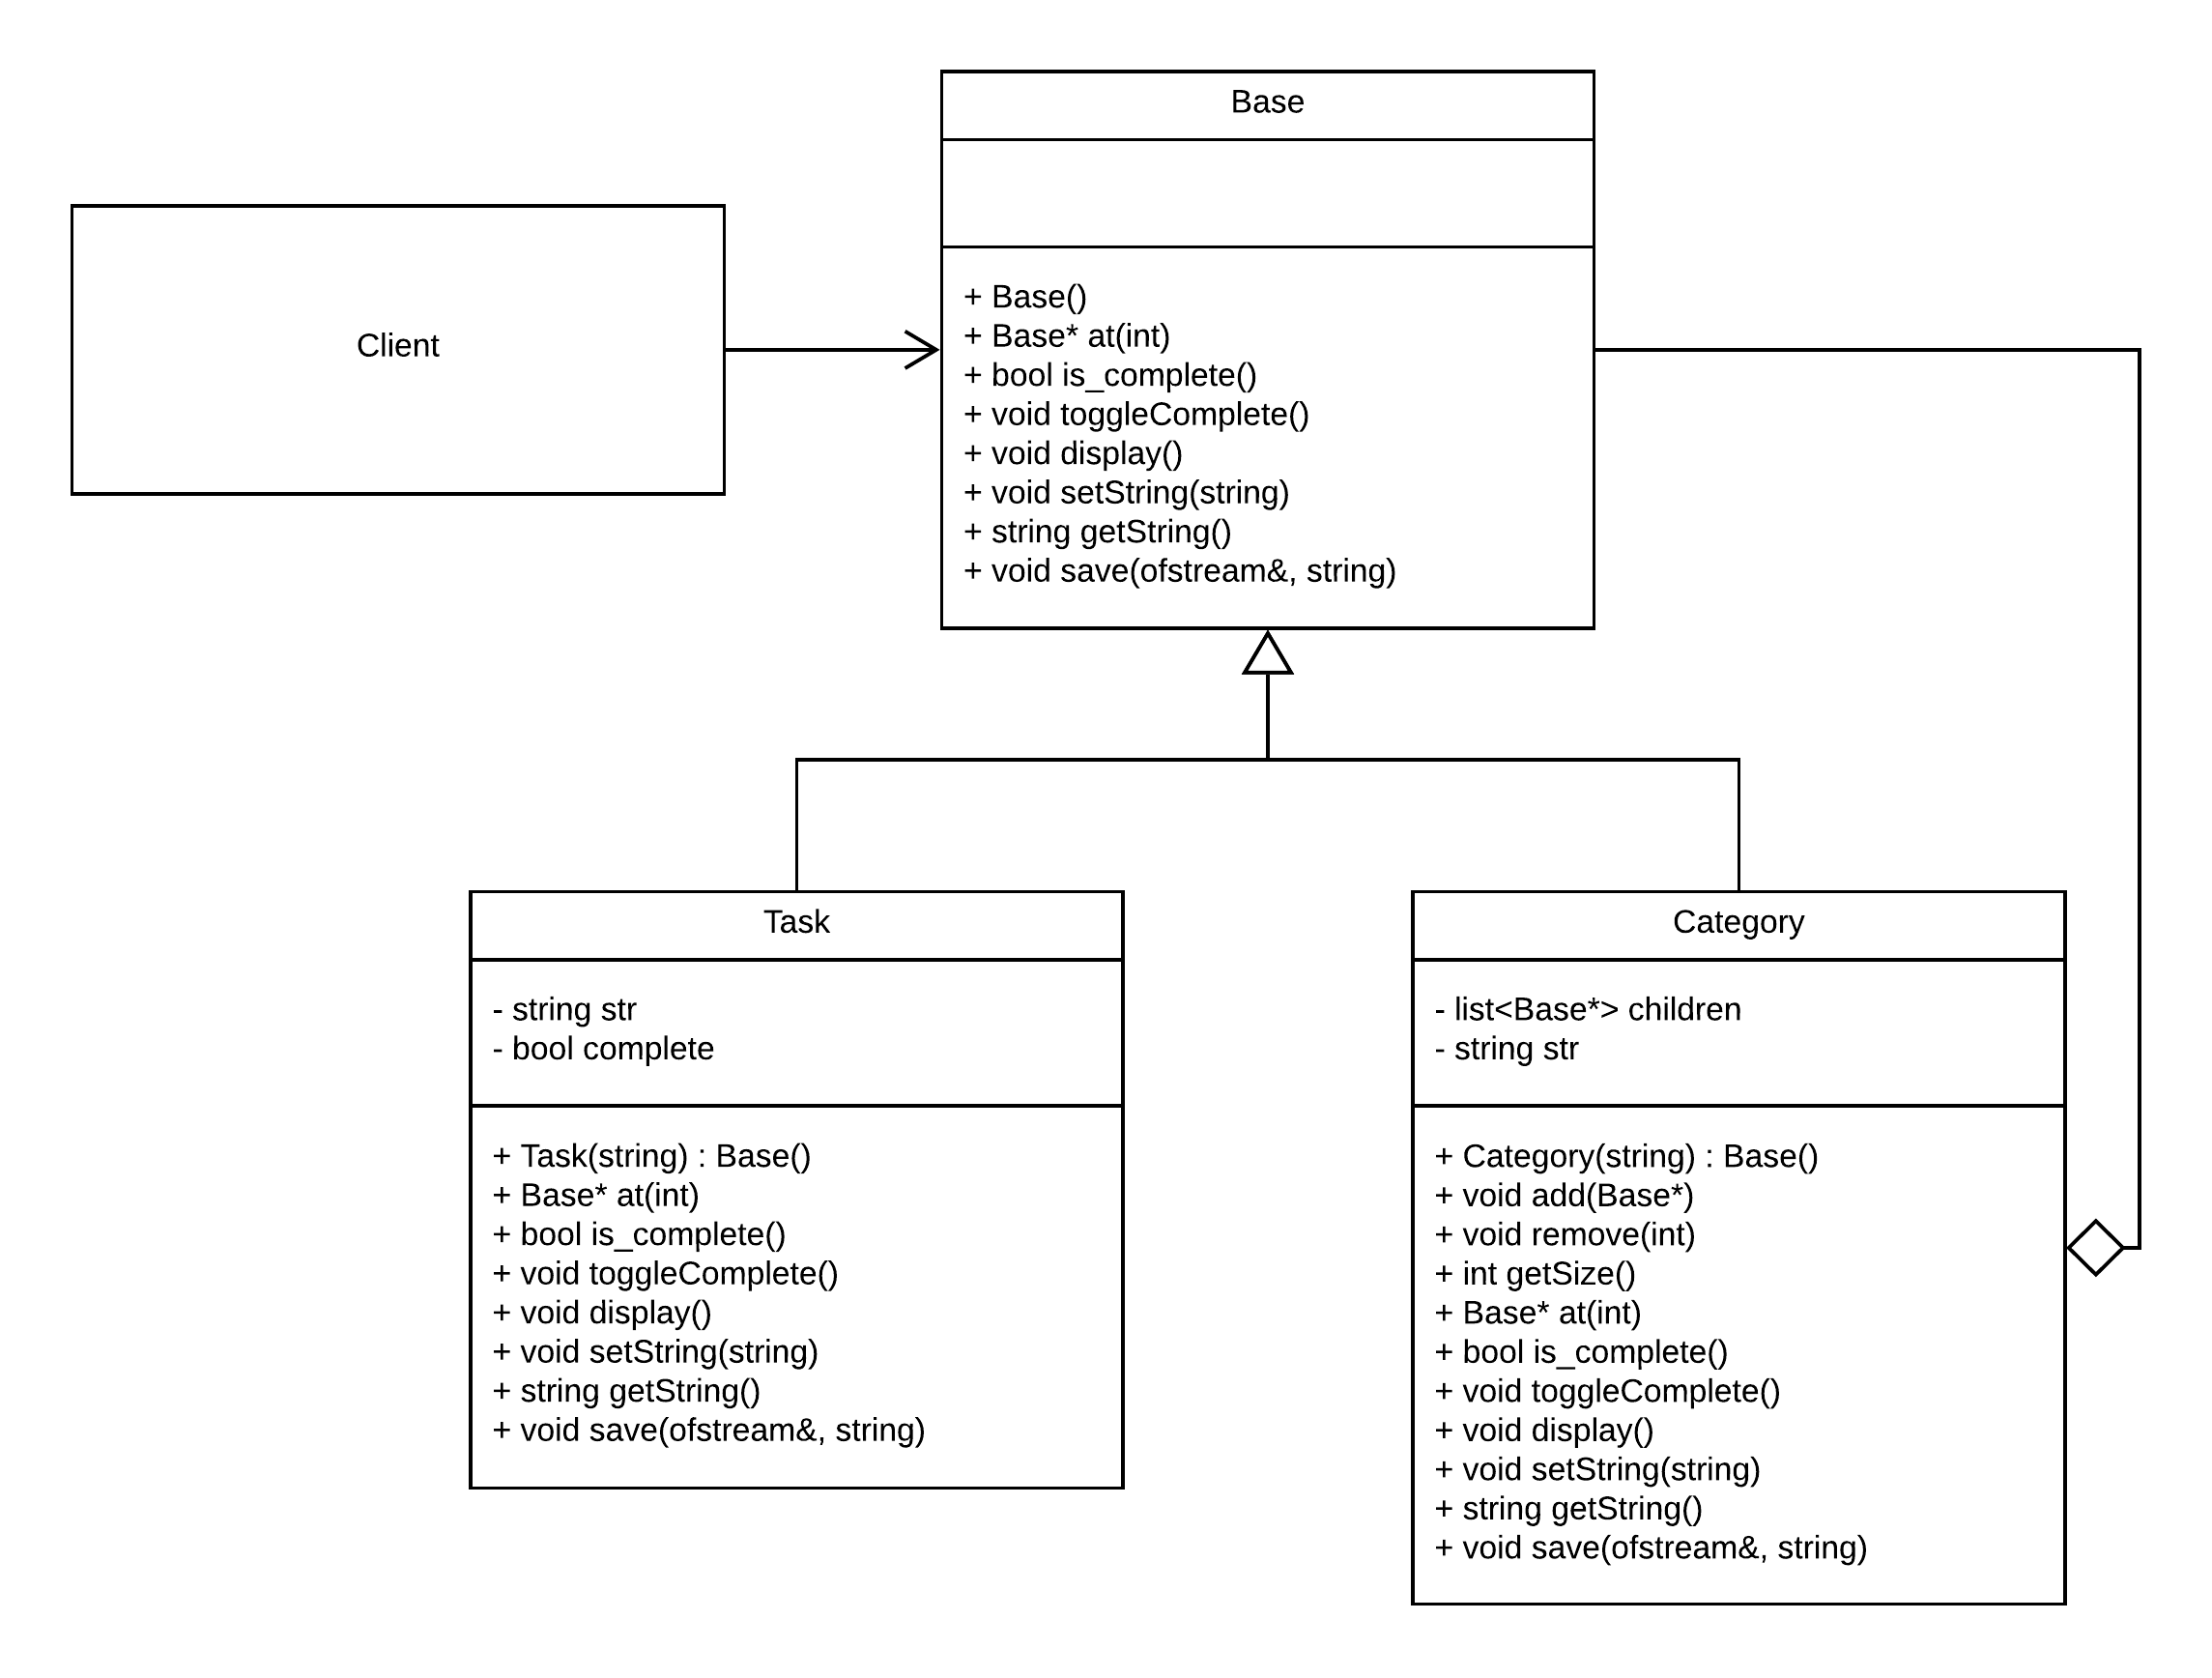 Base
+ Base()
+ Base* at(int)
+ bool is_complete()
+ void toggleComplete()
+ void display()
+ void setString(string)
+ string getString()
+ void save(ofstream&, string)
Client
Task
- string str
- bool complete
+ Task(string) : Base()
+ Base* at(int)
+ bool is_complete()
+ void toggleComplete()
+ void display()
+ void setString(string)
+ string getString()
+ void save(ofstream&, string)
Category
- list<Base*> children
- string str
+ Category(string) : Base()
+ void add(Base*)
+ void remove(int)
+ int getSize()
+ Base* at(int)
+ bool is_complete()
+ void toggleComplete()
+ void display()
+ void setString(string)
+ string getString()
+ void save(ofstream&, string)